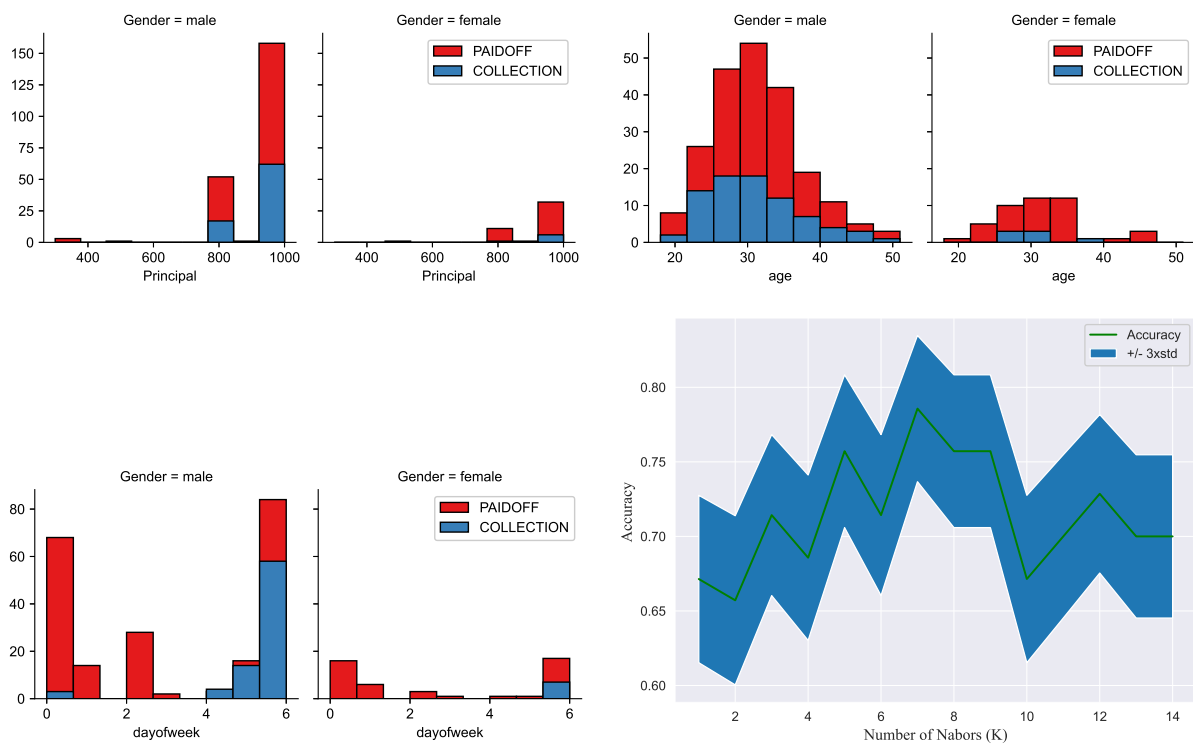 Gender = male
Gender = female
PAIDOFF
COLLECTION
150
125
100
75
50
25
0
400 600 800 1000
400 600 800 1000
Principal
Principal
Gender = male
Gender = female
PAIDOFF
COLLECTION
50
40
30
20
10
0
20 30 40 50
20 30 40 50
age
age
Gender = male
Gender = female
PAIDOFF
COLLECTION
80
60
40
20
0
0 2 4 6
0 2 4 6
dayofweek
dayofweek
Accuracy
+/- 3xstd
0.80
0.75
0.70
0.65
0.60
Accuracy
2 4 6 8 10 12 14
Number of Nabors (K)